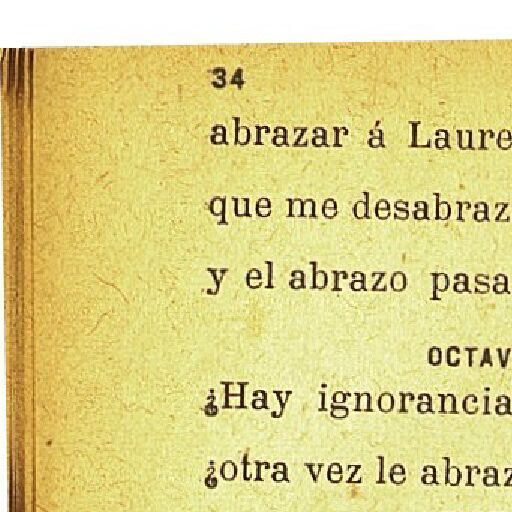 34
abrazar á Laure
que me desabraz
y el abrazo pasa
OCTAV
¿Hay ignorancia
¿otra vez le abraz